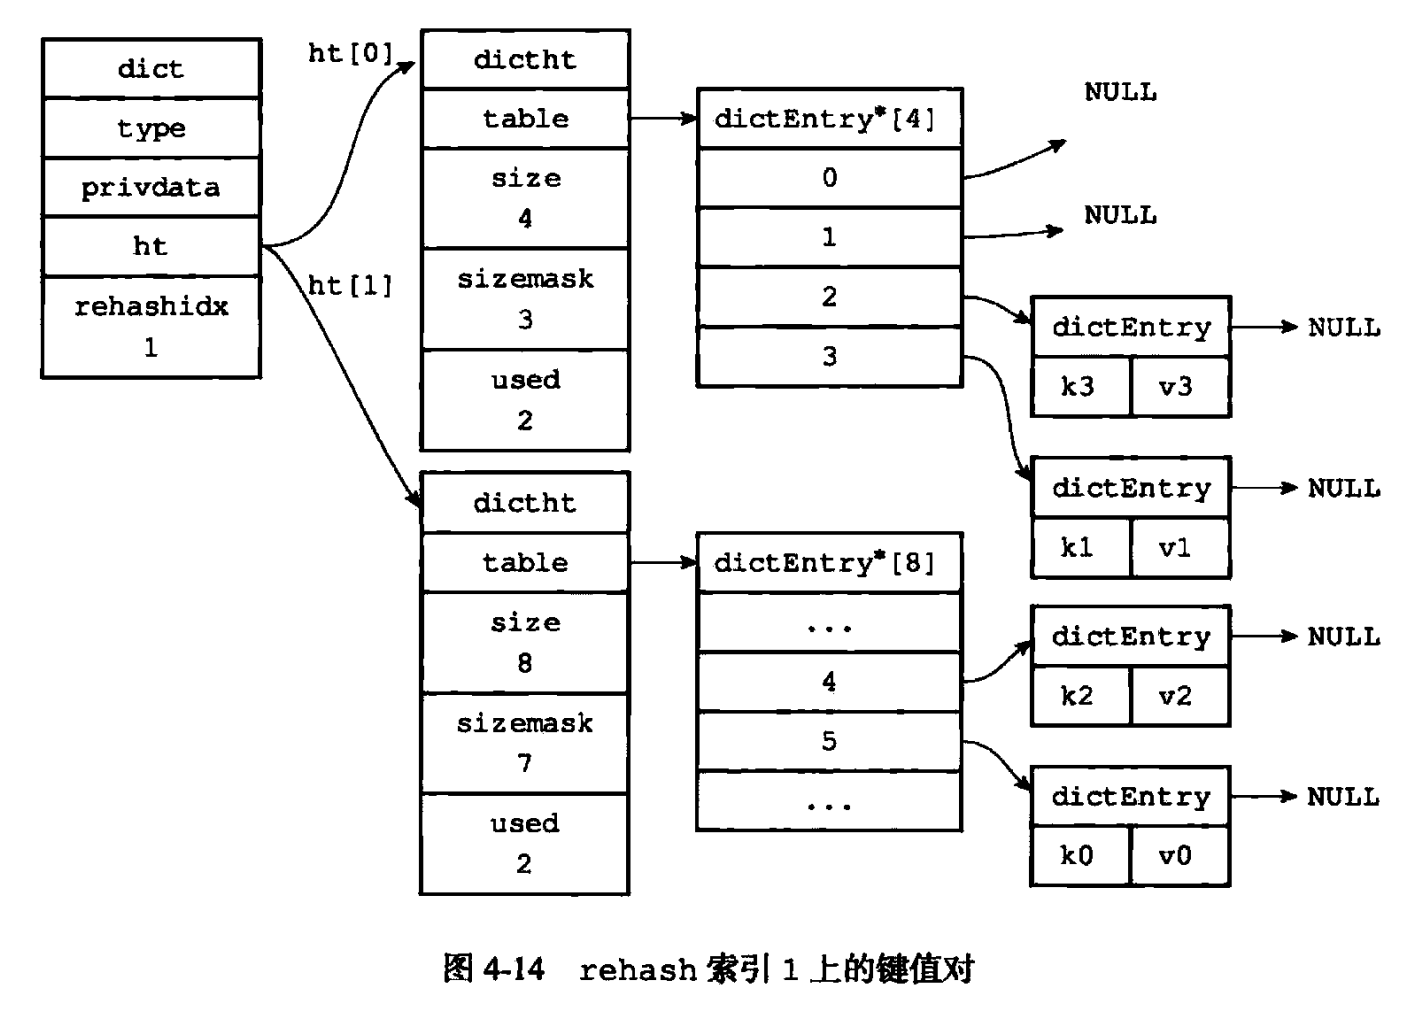 dict
type
privdata
ht
rehashidx
1
ht[0]
ht[1]
dictht
table
size
4
sizemask
3
used
2
dictEntry*[4]
0
1
2
3
NULL
NULL
dictEntry
NULL
k3 v3
dictEntry
NULL
k1 v1
dictht
table
size
8
sizemask
7
used
2
dictEntry*[8]
...
4
5
...
dictEntry
NULL
k2 v2
dictEntry
NULL
k0 v0
图 4-14 rehash 索引 1 上的键值对